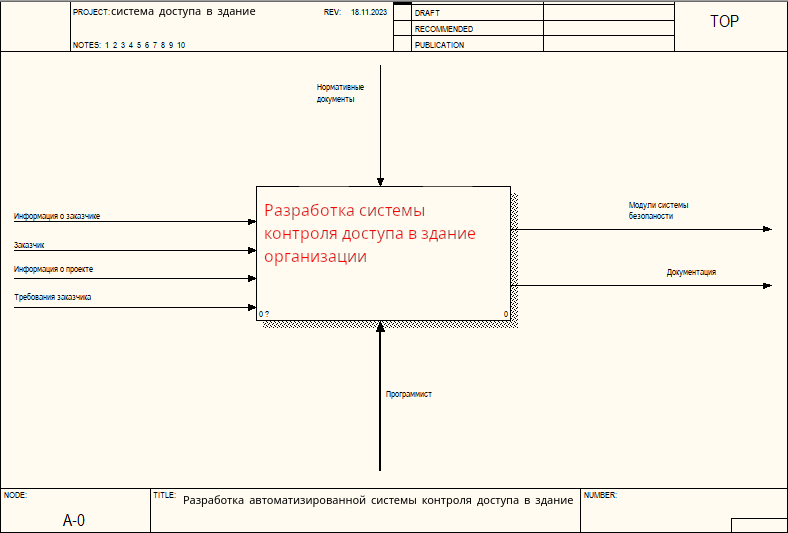 PROJECT: система доступа в здание
REV: 18.11.2023
NOTES: 1 2 3 4 5 6 7 8 9 10
DRAFT
RECOMMENDED
PUBLICATION
TOP
Нормативные
документы
Информация о заказчике
Заказчик
Информация о проекте
Требования заказчика
Разработка системы
контроля доступа в здание
организации
0 ?
0
Модули системы
безопаности
Документация
Программист
NODE:
A-0
TITLE: Разработка автоматизированной системы контроля доступа в здание
NUMBER: